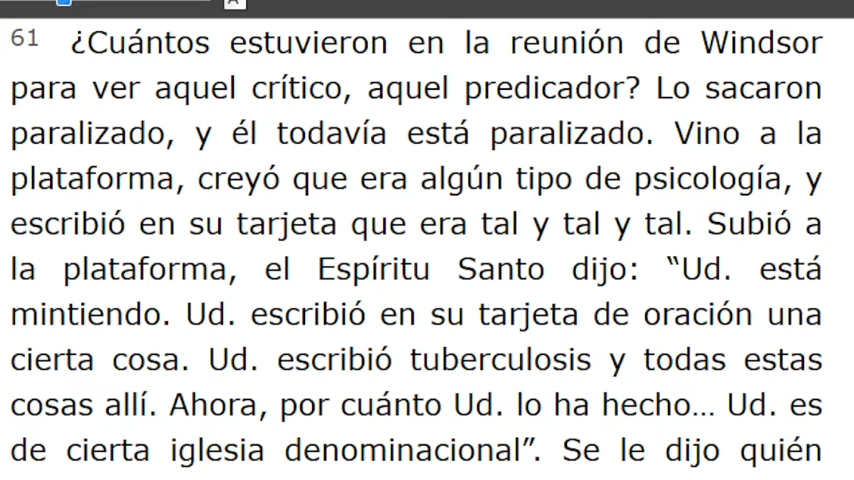 61 ¿Cuántos estuvieron en la reunión de Windsor
para ver aquel crítico, aquel predicador? Lo sacaron
paralizado, y él todavía está paralizado. Vino a la
plataforma, creyó que era algún tipo de psicología, y
escribió en su tarjeta que era tal y tal y tal. Subió a
la plataforma, el Espíritu Santo dijo: “Ud. está
mintiendo. Ud. escribió en su tarjeta de oración una
cierta cosa. Ud. escribió tuberculosis y todas estas
cosas allí. Ahora, por cuánto Ud. lo ha hecho… Ud. es
de cierta iglesia denominacional”. Se le dijo quién